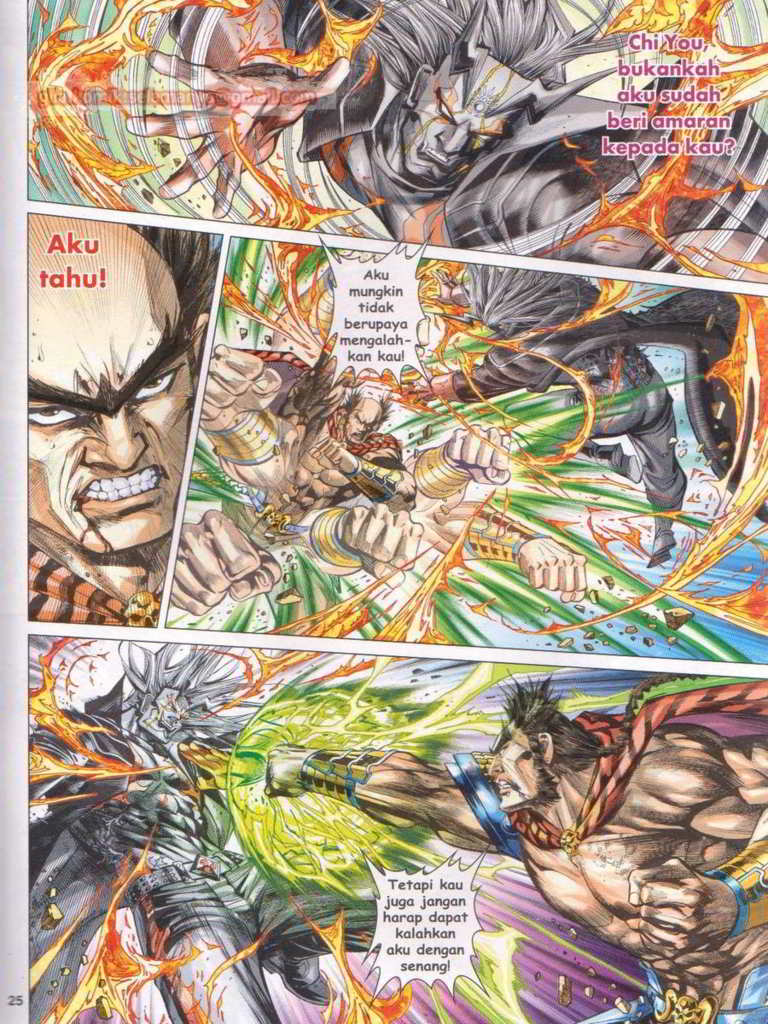 Chi You,
bukankah
aku sudah
beri amaran
kepada kau?
Aku
tahu!
Aku
mungkin
tidak
berupaya
mengalah-
kan kau!
Tetapi kau
juga jangan
harap dapat
kalahkan
aku dengan
senang!
25